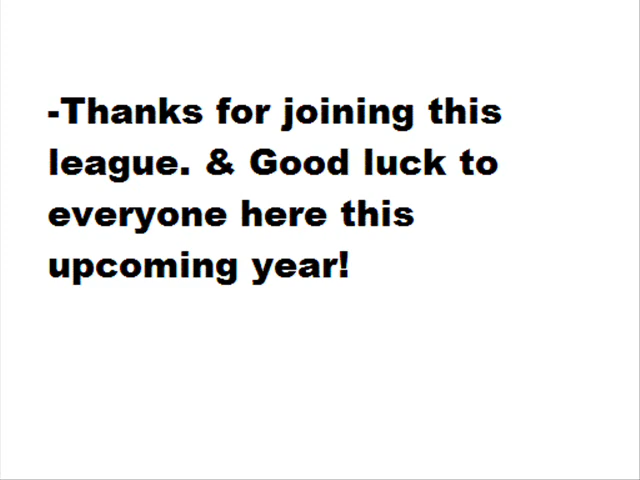 -Thanks for joining this
league. & Good luck to
everyone here this
upcoming year!